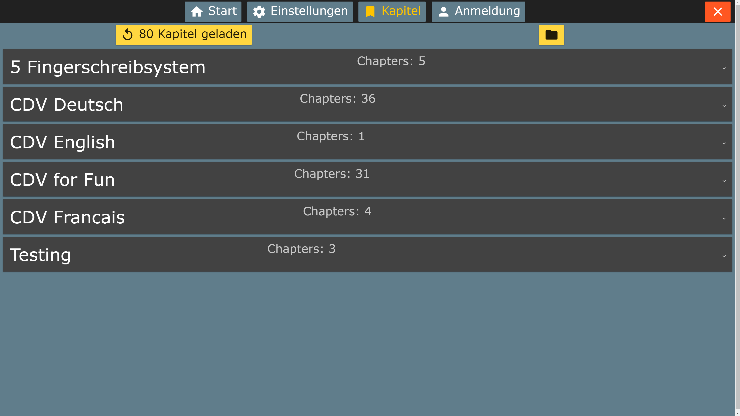 Start Einstellungen Kapitel Anmeldung
80 Kapitel geladen
5 Fingerschreibsystem Chapters: 5
CDV Deutsch Chapters: 36
CDV English Chapters: 1
CDV for Fun Chapters: 31
CDV Francais Chapters: 4
Testing Chapters: 3